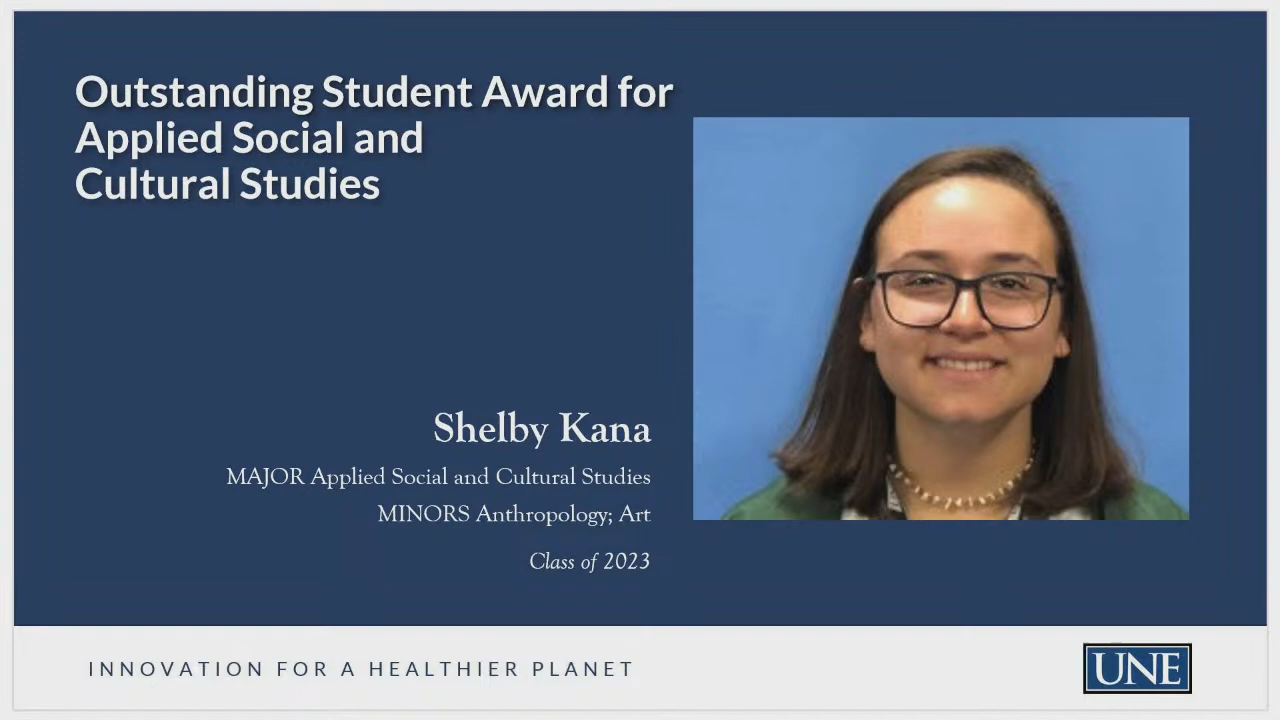 Outstanding Student Award for
Applied Social and
Cultural Studies
Shelby Kana
MAJOR Applied Social and Cultural Studies
MINORS Anthropology; Art
Class of 2023
INNOVATION FOR A HEALTHIER PLANET
UNE